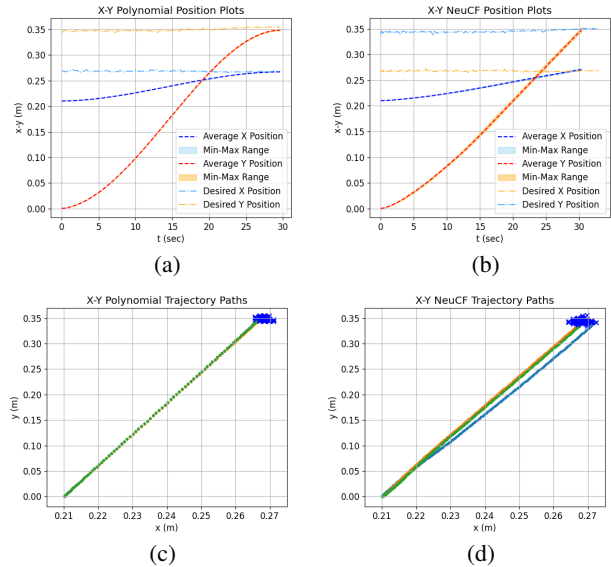 X-Y Polynomial Position Plots
0.35
0.30
0.25
0.20
0.15
0.10
0.05
0.00
x-y (m)
Average X Position
Min-Max Range
Average Y Position
Min-Max Range
Desired X Position
Desired Y Position
0 5 10 15 20 25 30
t (sec)
(a)
X-Y NeuCF Position Plots
0.35
0.30
0.25
0.20
0.15
0.10
0.05
0.00
Average X Position
Min-Max Range
Average Y Position
Min-Max Range
Desired X Position
Desired Y Position
0 5 10 15 20 25 30
t (sec)
(b)
X-Y Polynomial Trajectory Paths
0.35
0.30
0.25
0.20
0.15
0.10
0.05
0.00
y (m)
0.21 0.22 0.23 0.24 0.25 0.26 0.27
x (m)
(c)
X-Y NeuCF Trajectory Paths
0.35
0.30
0.25
0.20
0.15
0.10
0.05
0.00
y (m)
0.21 0.22 0.23 0.24 0.25 0.26 0.27
x (m)
(d)